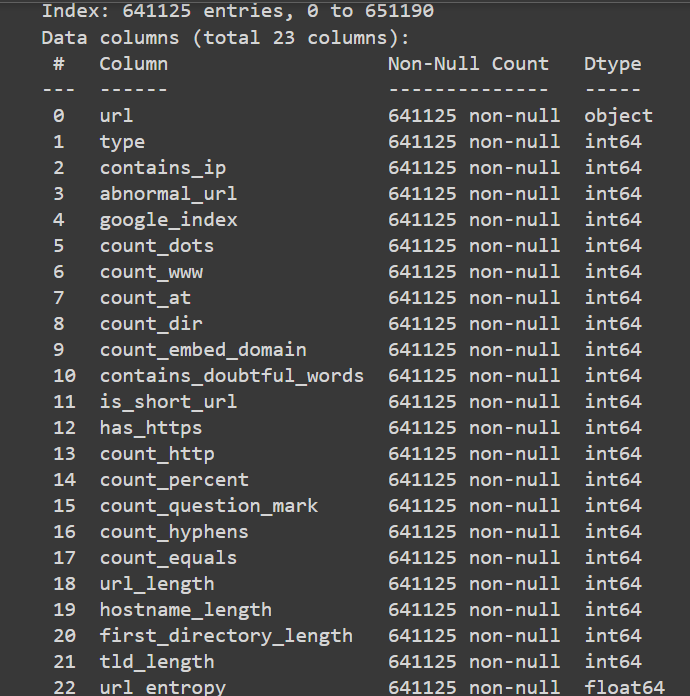 Index: 641125 entries, 0 to 651190
Data columns (total 23 columns):
 #   Column                  Non-Null Count   Dtype
---  ------                  --------------   -----
 0   url                     641125 non-null  object
 1   type                    641125 non-null  int64
 2   contains_ip             641125 non-null  int64
 3   abnormal_url            641125 non-null  int64
 4   google_index            641125 non-null  int64
 5   count_dots              641125 non-null  int64
 6   count_www               641125 non-null  int64
 7   count_at                641125 non-null  int64
 8   count_dir               641125 non-null  int64
 9   count_embed_domain      641125 non-null  int64
 10  contains_doubtful_words 641125 non-null  int64
 11  is_short_url            641125 non-null  int64
 12  has_https               641125 non-null  int64
 13  count_http              641125 non-null  int64
 14  count_percent           641125 non-null  int64
 15  count_question_mark     641125 non-null  int64
 16  count_hyphens           641125 non-null  int64
 17  count_equals            641125 non-null  int64
 18  url_length              641125 non-null  int64
 19  hostname_length         641125 non-null  int64
 20  first_directory_length  641125 non-null  int64
 21  tld_length              641125 non-null  int64
 22  url_entropy             641125 non-null  float64